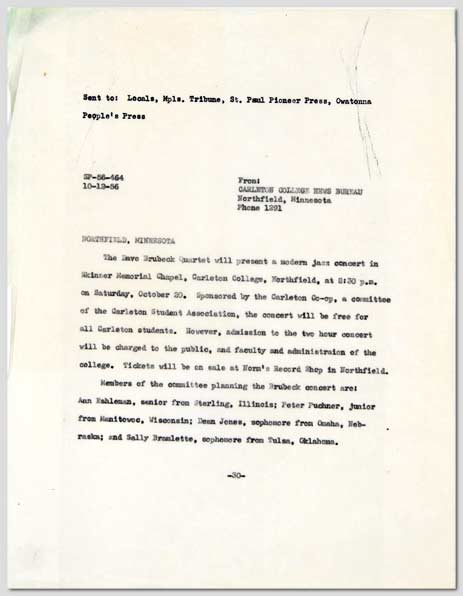 Sent to: Locals, Mpls. Tribune, St. Paul Pioneer Press, Owatonna
People's Press
SP-56-464
10-12-56
From:
CARLETON COLLEGE NEWS BUREAU
Northfield, Minnesota
Phone 1291
NORTHFIELD, MINNESOTA
The Dave Brubeck Quartet will present a modern jazz concert in
Skinner Memorial Chapel, Carleton College, Northfield, at 8:30 p.m.
on Saturday, October 20. Sponsored by the Carleton Co-op, a committee
of the Carleton Student Association, the concert will be free for
all Carleton students. However, admission to the two hour concert
will be charged to the public, and faculty and administraion of the
college. Tickets will be on sale at Norm's Record Shop in Northfield.
Members of the committee planning the Brubeck concert are:
Ann senior from Sterling, Illinois; Peter Puchner, junior
from Manitowoc, Wisconsin; Dean Jones, sophomore from Omaha, Neb-
raska; and Sally Bramlette, sophomore from Tulsa, Oklahoma.
-30-